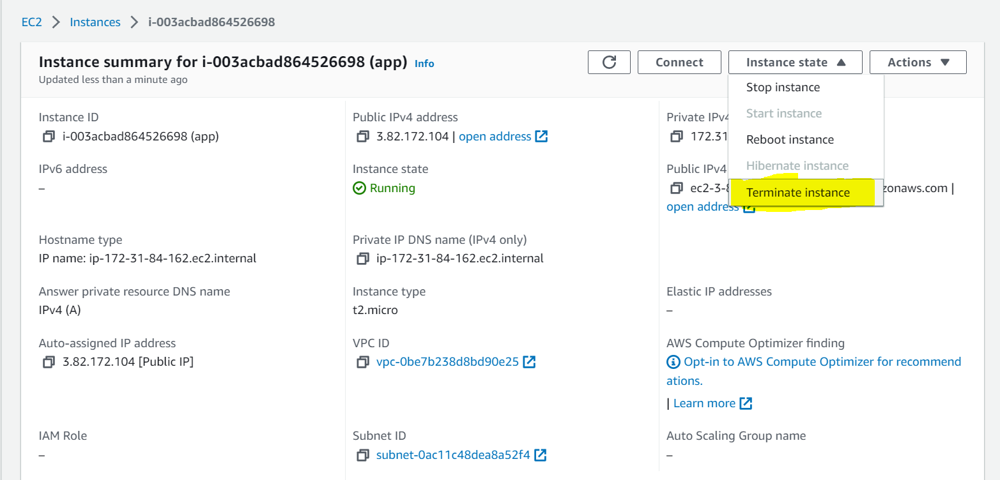 EC2 > Instances > i-003acbad864526698
Instance summary for i-003acbad864526698 (app) Info
Updated less than a minute ago
Connect
Instance state
Actions
Stop instance
Start instance
Reboot instance
Hibernate instance
Terminate instance
Instance ID
i-003acbad864526698 (app)
Public IPv4 address
3.82.172.104 | open address
Private IPv4
172.31
IPv6 address
–
Instance state
Running
Public IPv4
ec2-3-8
zonaws.com |
open address
Hostname type
IP name: ip-172-31-84-162.ec2.internal
Private IP DNS name (IPv4 only)
ip-172-31-84-162.ec2.internal
Answer private resource DNS name
IPv4 (A)
Instance type
t2.micro
Elastic IP addresses
–
Auto-assigned IP address
3.82.172.104 [Public IP]
VPC ID
vpc-0be7b238d8bd90e25
AWS Compute Optimizer finding
Opt-in to AWS Compute Optimizer for recommend
ations.
| Learn more
IAM Role
–
Subnet ID
subnet-0ac11c48dea8a52f4
Auto Scaling Group name
–